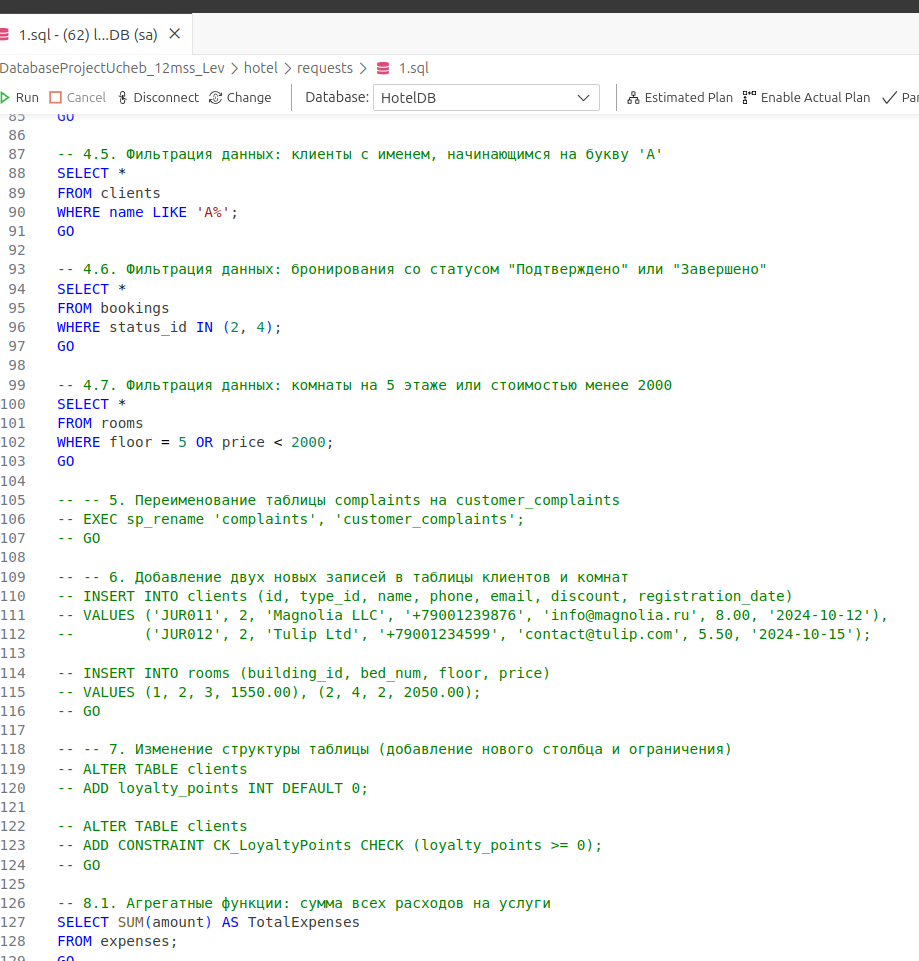 1.sql - (62) l...DB (sa)
DatabaseProjectUcheb_12mss_Lev > hotel > requests > 1.sql
Run Cancel Disconnect Change Database: HotelDB Estimated Plan Enable Actual Plan Par
85 GO
86
87 -- 4.5. Фильтрация данных: клиенты с именем, начинающимся на букву 'А'
88 SELECT *
89 FROM clients
90 WHERE name LIKE 'A%';
91 GO
92
93 -- 4.6. Фильтрация данных: бронирования со статусом "Подтверждено" или "Завершено"
94 SELECT *
95 FROM bookings
96 WHERE status_id IN (2, 4);
97 GO
98
99 -- 4.7. Фильтрация данных: комнаты на 5 этаже или стоимостью менее 2000
100 SELECT *
101 FROM rooms
102 WHERE floor = 5 OR price < 2000;
103 GO
104
105 -- -- 5. Переименование таблицы complaints на customer_complaints
106 -- EXEC sp_rename 'complaints', 'customer_complaints';
107 -- GO
108
109 -- -- 6. Добавление двух новых записей в таблицы клиентов и комнат
110 -- INSERT INTO clients (id, type_id, name, phone, email, discount, registration_date)
111 -- VALUES ('JUR011', 2, 'Magnolia LLC', '+79001239876', 'info@magnolia.ru', 8.00, '2024-10-12'),
112 -- ('JUR012', 2, 'Tulip Ltd', '+79001234599', 'contact@tulip.com', 5.50, '2024-10-15');
113
114 -- INSERT INTO rooms (building_id, bed_num, floor, price)
115 -- VALUES (1, 2, 3, 1550.00), (2, 4, 2, 2050.00);
116 -- GO
117
118 -- -- 7. Изменение структуры таблицы (добавление нового столбца и ограничения)
119 -- ALTER TABLE clients
120 -- ADD loyalty_points INT DEFAULT 0;
121
122 -- ALTER TABLE clients
123 -- ADD CONSTRAINT CK_LoyaltyPoints CHECK (loyalty_points >= 0);
124 -- GO
125
126 -- 8.1. Агрегатные функции: сумма всех расходов на услуги
127 SELECT SUM(amount) AS TotalExpenses
128 FROM expenses;
129 GO